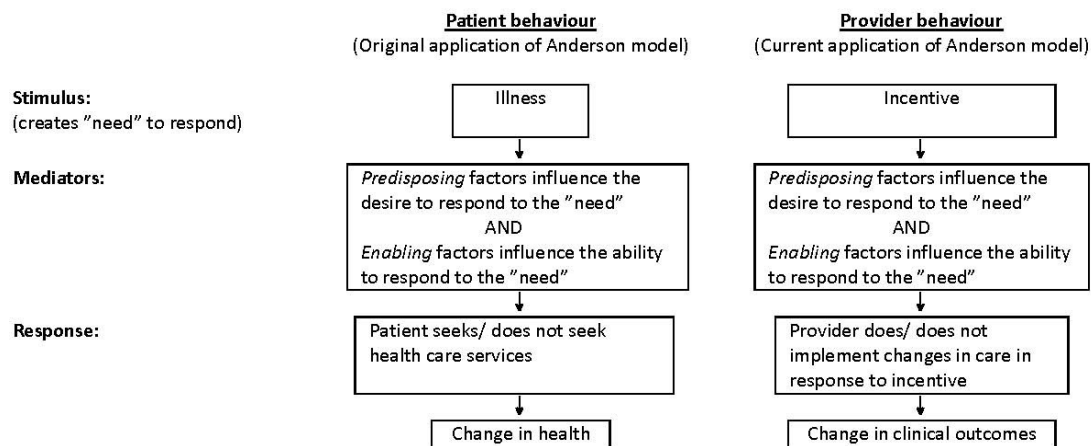 Patient behaviour
(Original application of Anderson model)
Provider behaviour
(Current application of Anderson model)
Stimulus:
(creates ”need” to respond)
Illness
Incentive
Mediators:
Predisposing factors influence the
desire to respond to the ”need”
AND
Enabling factors influence the ability
to respond to the ”need”
Predisposing factors influence the
desire to respond to the ”need”
AND
Enabling factors influence the ability
to respond to the ”need”
Response:
Patient seeks/ does not seek
health care services
Provider does/ does not
implement changes in care in
response to incentive
Change in health
Change in clinical outcomes